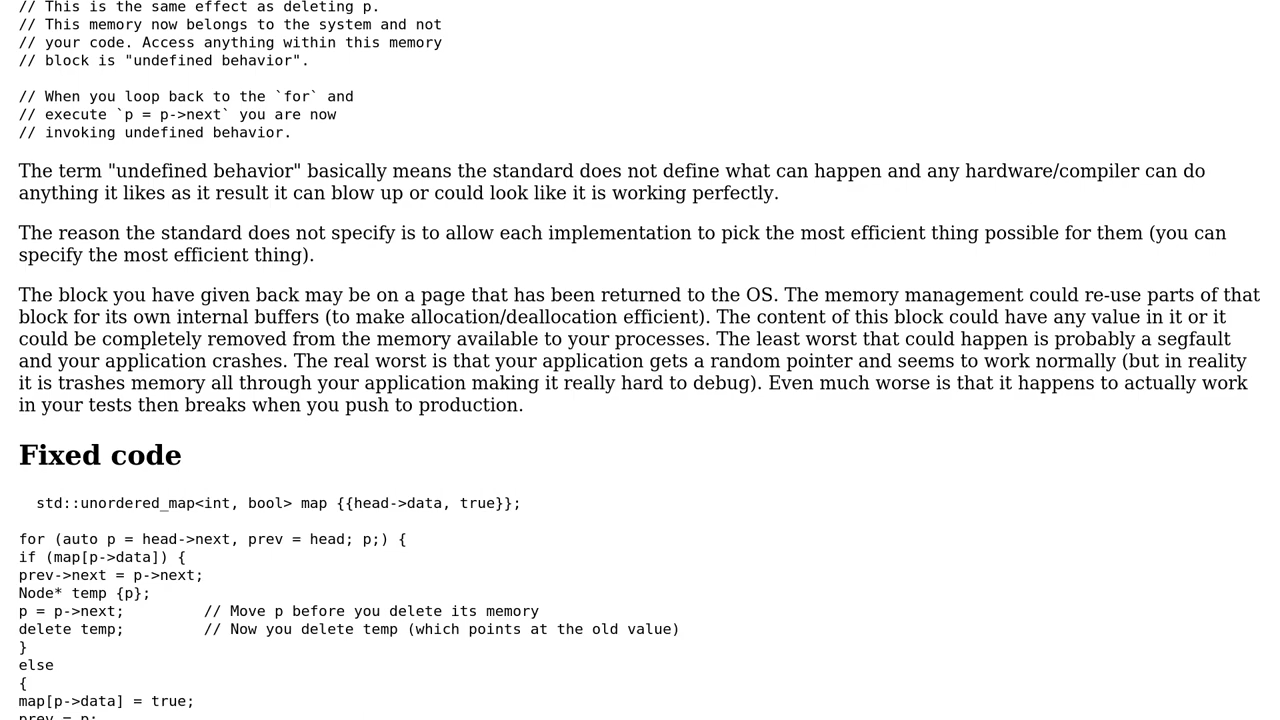 // This is the same effect as deleting p.
// This memory now belongs to the system and not
// your code. Access anything within this memory
// block is "undefined behavior".
// When you loop back to the `for` and
// execute `p = p->next` you are now
// invoking undefined behavior.
The term "undefined behavior" basically means the standard does not define what can happen and any hardware/compiler can do
anything it likes as it result it can blow up or could look like it is working perfectly.
The reason the standard does not specify is to allow each implementation to pick the most efficient thing possible for them (you can
specify the most efficient thing).
The block you have given back may be on a page that has been returned to the OS. The memory management could re-use parts of that
block for its own internal buffers (to make allocation/deallocation efficient). The content of this block could have any value in it or it
could be completely removed from the memory available to your processes. The least worst that could happen is probably a segfault
and your application crashes. The real worst is that your application gets a random pointer and seems to work normally (but in reality
it is trashes memory all through your application making it really hard to debug). Even much worse is that it happens to actually work
in your tests then breaks when you push to production.
Fixed code
std::unordered_map<int, bool> map {{head->data, true}};
for (auto p = head->next, prev = head; p;) {
if (map[p->data]) {
prev->next = p->next;
Node* temp {p};
p = p->next;         // Move p before you delete its memory
delete temp;         // Now you delete temp (which points at the old value)
}
else
{
map[p->data] = true;
prev = p;